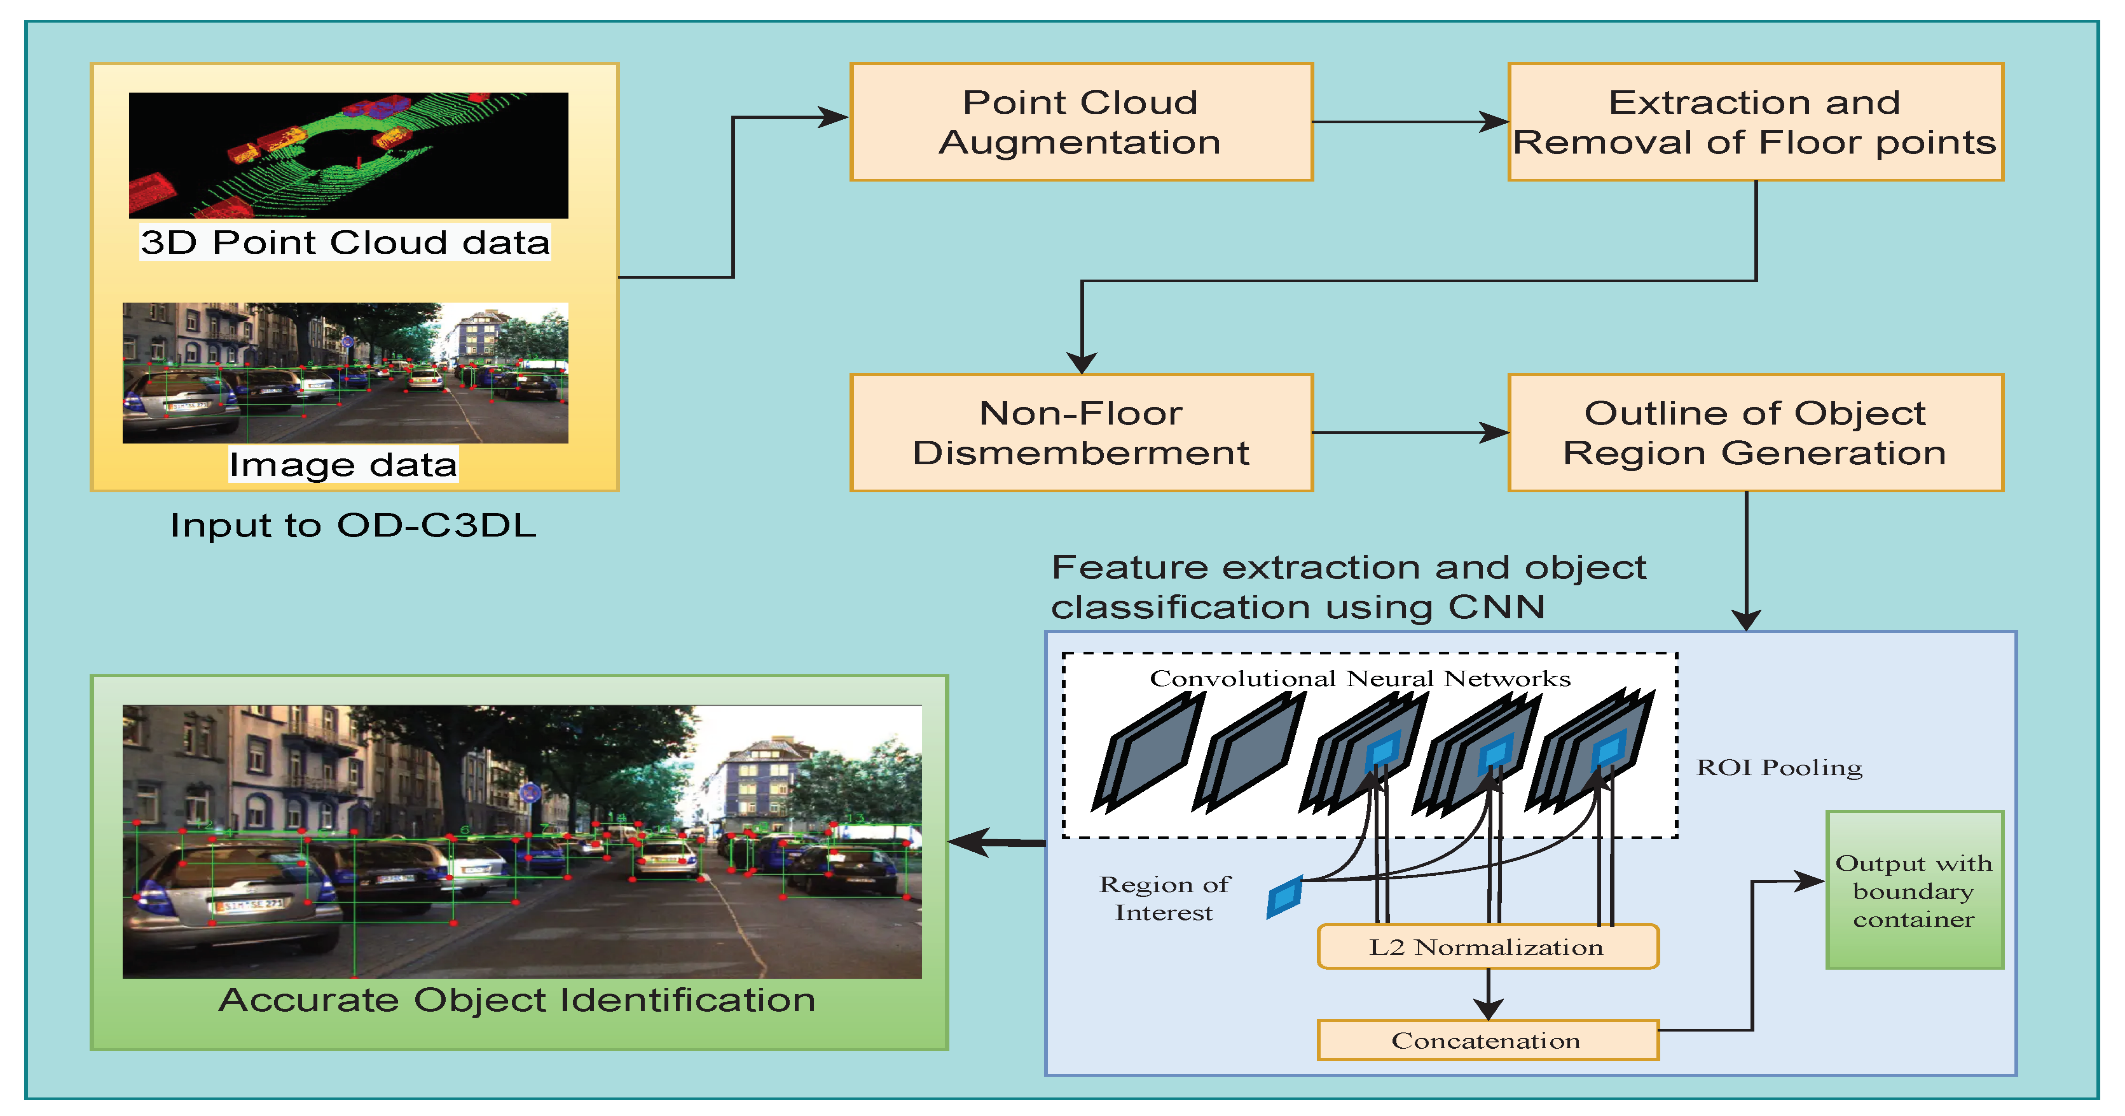 3D Point Cloud data
Image data
Input to OD-C3DL
Point Cloud
Augmentation
Extraction and
Removal of Floor points
Non-Floor
Dismemberment
Outline of Object
Region Generation
Feature extraction and object
classification using CNN
Convolutional Neural Networks
ROI Pooling
Region of
Interest
L2 Normalization
Concatenation
Output with
boundary
container
Accurate Object Identification